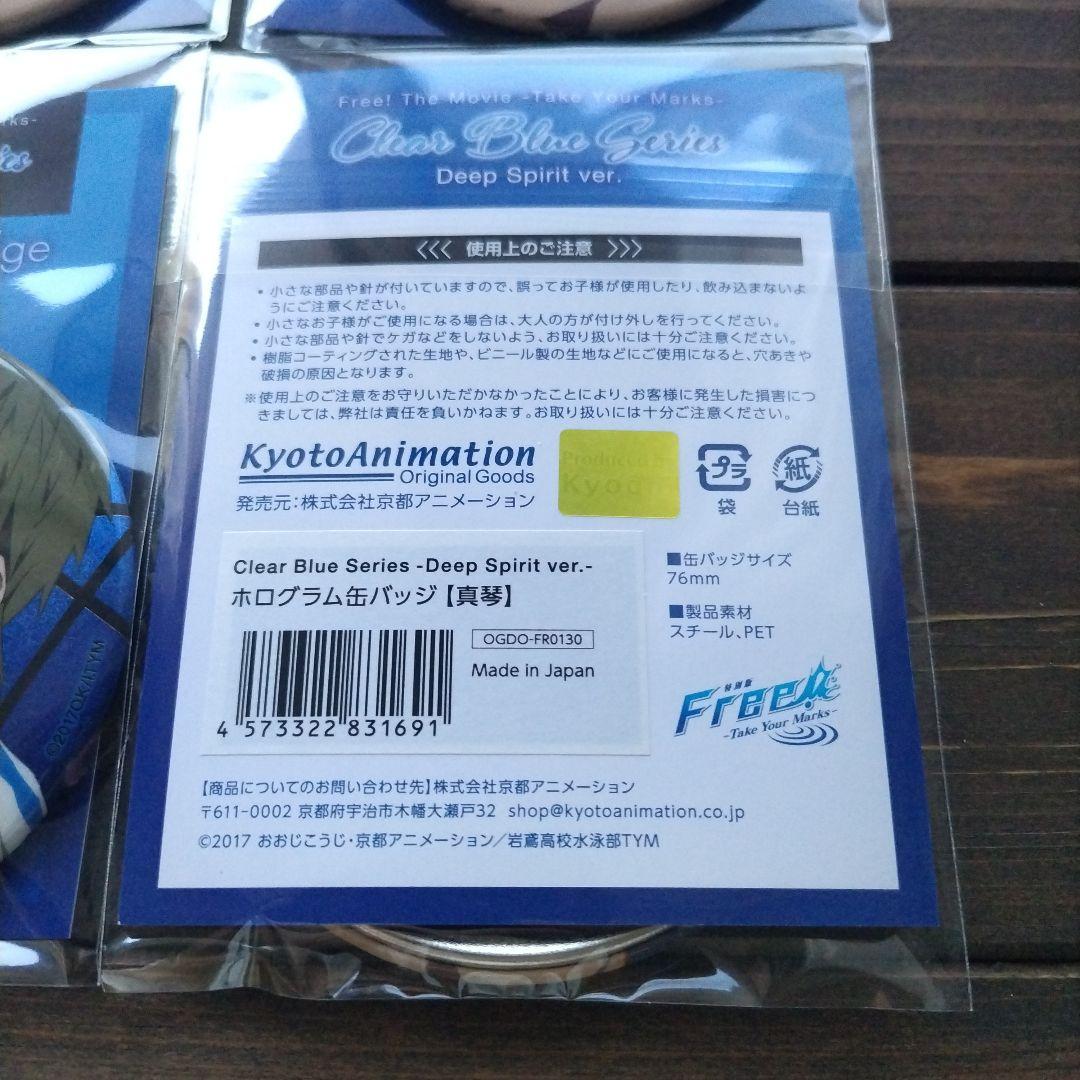 Free! The Movie -Take Your Marks-
Clear Blue Series
Deep Spirit ver.
ge
<<< 使用上のご注意 >>>
・小さな部品や針が付いていますので、誤ってお子様が使用したり、飲み込まないよ
うにご注意ください。
・小さなお子様がご使用になる場合は、大人の方が付け外しを行ってください。
・小さな部品や針でケガなどをしないよう、お取り扱いには十分ご注意ください。
・樹脂コーティングされた生地や、ビニール製の生地などにご使用になると、穴あきや
破損の原因となります。
※使用上のご注意をお守りいただかなかったことにより、お客様に発生した損害につ
きましては、弊社は責任を負いかねます。お取り扱いには十分ご注意ください。
KyotoAnimation
Original Goods
発売元:株式会社京都アニメーション
プラ
袋
紙
台紙
Clear Blue Series -Deep Spirit ver.-
ホログラム缶バッジ【真琴】
OGDO-FR0130
Made in Japan
4 573322 831691
■缶バッジサイズ
76mm
■製品素材
スチール、PET
特別版
Free!
-Take Your Marks-
【商品についてのお問い合わせ先】株式会社京都アニメーション
〒611-0002 京都府宇治市木幡大瀬戸32 shop@kyotoanimation.co.jp
©2017 おおじこうじ・京都アニメーション/岩鳶高校水泳部TYM
©2017OK/ITYM